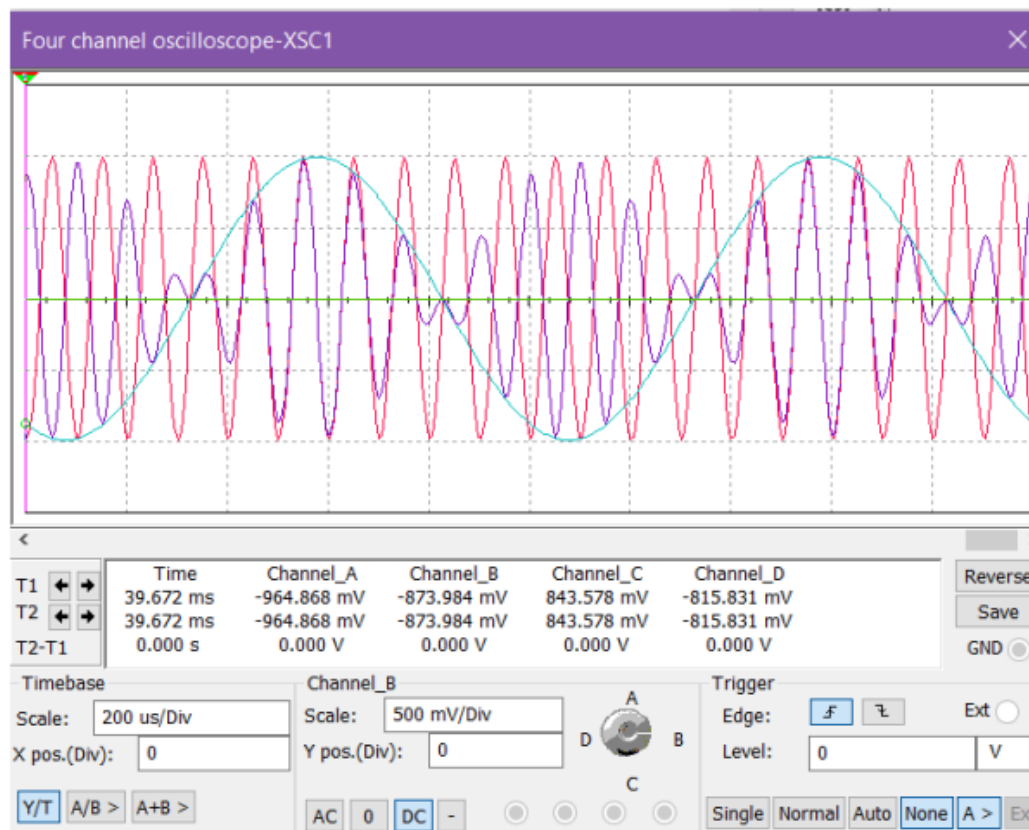 Four channel oscilloscope-XSC1
Time Channel_A Channel_B Channel_C Channel_D
T1 39.672 ms -964.868 mV -873.984 mV 843.578 mV -815.831 mV
T2 39.672 ms -964.868 mV -873.984 mV 843.578 mV -815.831 mV
T2-T1 0.000 s 0.000 V 0.000 V 0.000 V 0.000 V
Reverse
Save
GND
Timebase
Scale: 200 us/Div
X pos.(Div): 0
Y/T A/B > A+B >
Channel_B
Scale: 500 mV/Div
Y pos.(Div): 0
A
D B
C
AC 0 DC -
Trigger
Edge: Ext
Level: 0 V
Single Normal Auto None A > Ex